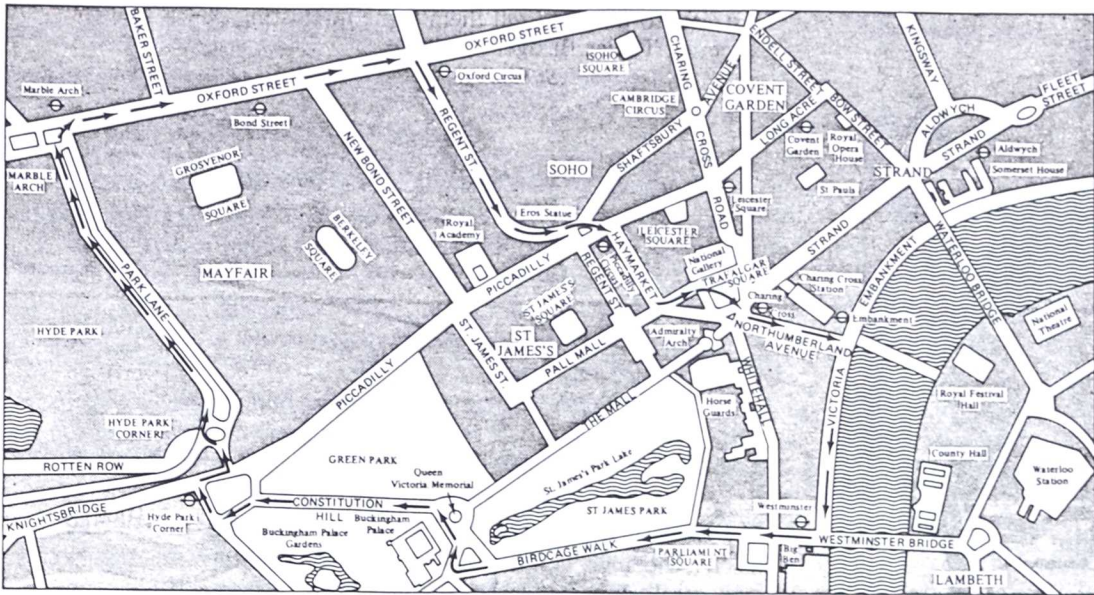 BAKER STREET
OXFORD STREET
OXFORD STREET
Marble Arch
Bond Street
Oxford Circus
MARBLE
ARCH
GROSVENOR
SQUARE
BERKELEY
SQUARE
MAYFAIR
NEW BOND STREET
REGENT ST
SOHO
SQUARE
CHARING
CROSS
ROAD
CAMBRIDGE
CIRCUS
SHAFTSBURY
AVENUE
SOHO
ENDELL STREET
COVENT
GARDEN
LONG ACRE
BOW STREET
KINGSWAY
ALDWYCH
FLEET
STREET
STRAND
Covent
Garden
Royal
Opera
House
St Pauls
STRAND
Aldwych
Somerset House
Leicester
Square
LEICESTER
SQUARE
Eros Statue
Royal
Academy
PICCADILLY
HAYMARKET
Piccadilly
Circus
REGENT ST
National
Gallery
TRAFALGAR
SQUARE
STRAND
Charing Cross
Station
Charing
Cross
EMBANKMENT
Embankment
WATERLOO BRIDGE
National
Theatre
HYDE PARK
PARK LANE
ST JAMES'S
SQUARE
ST
JAMES'S
ST JAMES ST
PALL MALL
Admiralty
Arch
NORTHUMBERLAND
AVENUE
WHITEHALL
VICTORIA
Royal Festival
Hall
PICCADILLY
THE MALL
Horse
Guards
HYDE PARK
CORNER
ROTTEN ROW
KNIGHTSBRIDGE
Hyde Park
Corner
GREEN PARK
Queen
Victoria Memorial
CONSTITUTION
HILL
Buckingham
Palace
Buckingham Palace
Gardens
St. James's Park Lake
ST JAMES PARK
BIRDCAGE WALK
PARLIAMENT
SQUARE
Westminster
Big
Ben
WESTMINSTER BRIDGE
County Hall
Waterloo
Station
LAMBETH